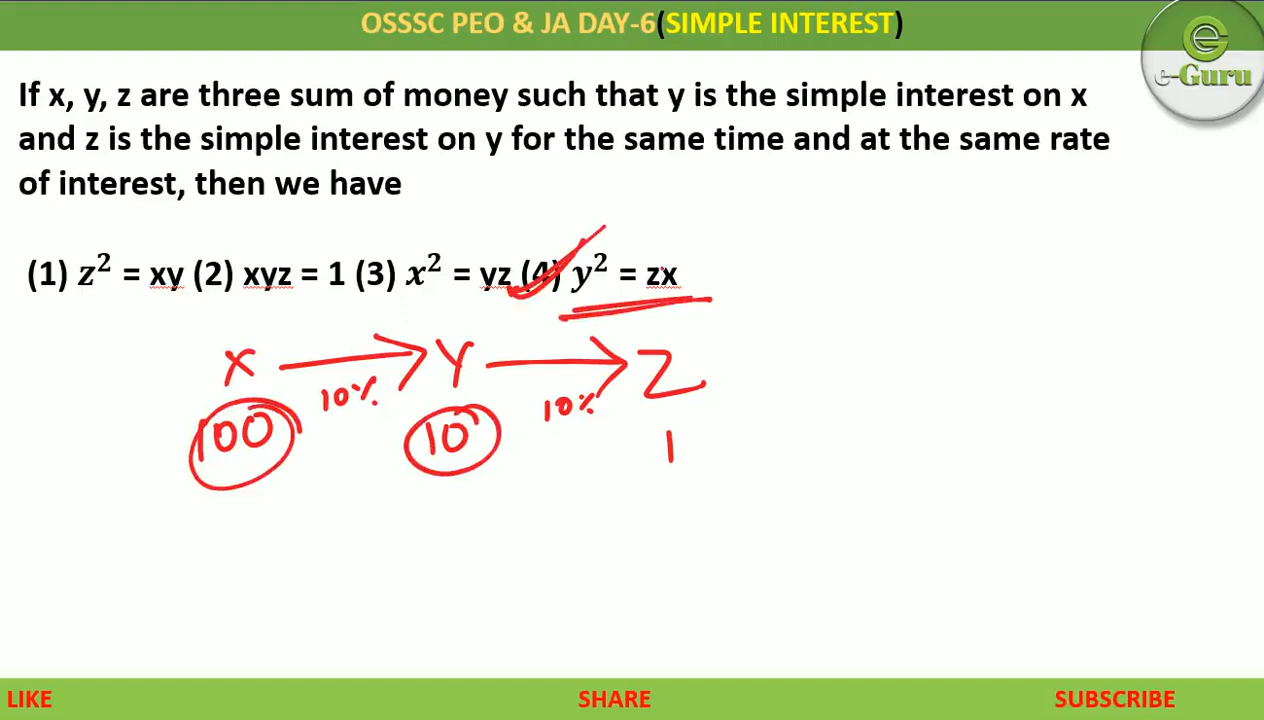 OSSSC PEO & JA DAY-6(SIMPLE INTEREST)
e
e-Guru
If x, y, z are three sum of money such that y is the simple interest on x
and z is the simple interest on y for the same time and at the same rate
of interest, then we have
(1) z² = xy (2) xyz = 1 (3) x² = yz (4) y² = zx
X Y Z
10% 10%
100 10 1
LIKE SHARE SUBSCRIBE